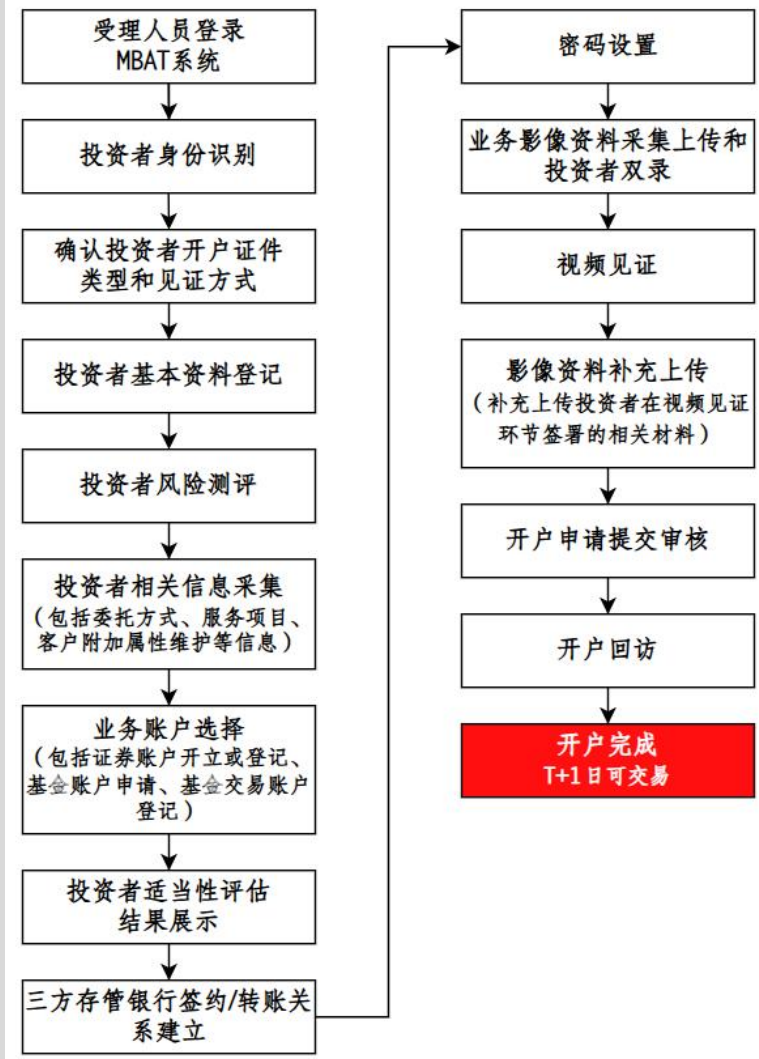 受理人员登录
MBAT系统
投资者身份识别
确认投资者开户证件
类型和见证方式
投资者基本资料登记
投资者风险测评
投资者相关信息采集
（包括委托方式、服务项目、
客户附加属性维护等信息）
业务账户选择
（包括证券账户开立或登记、
基金账户申请、基金交易账户
登记）
投资者适当性评估
结果展示
三方存管银行签约/转账关
系建立
密码设置
业务影像资料采集上传和
投资者双录
视频见证
影像资料补充上传
（补充上传投资者在视频见证
环节签署的相关材料）
开户申请提交审核
开户回访
开户完成
T+1日可交易